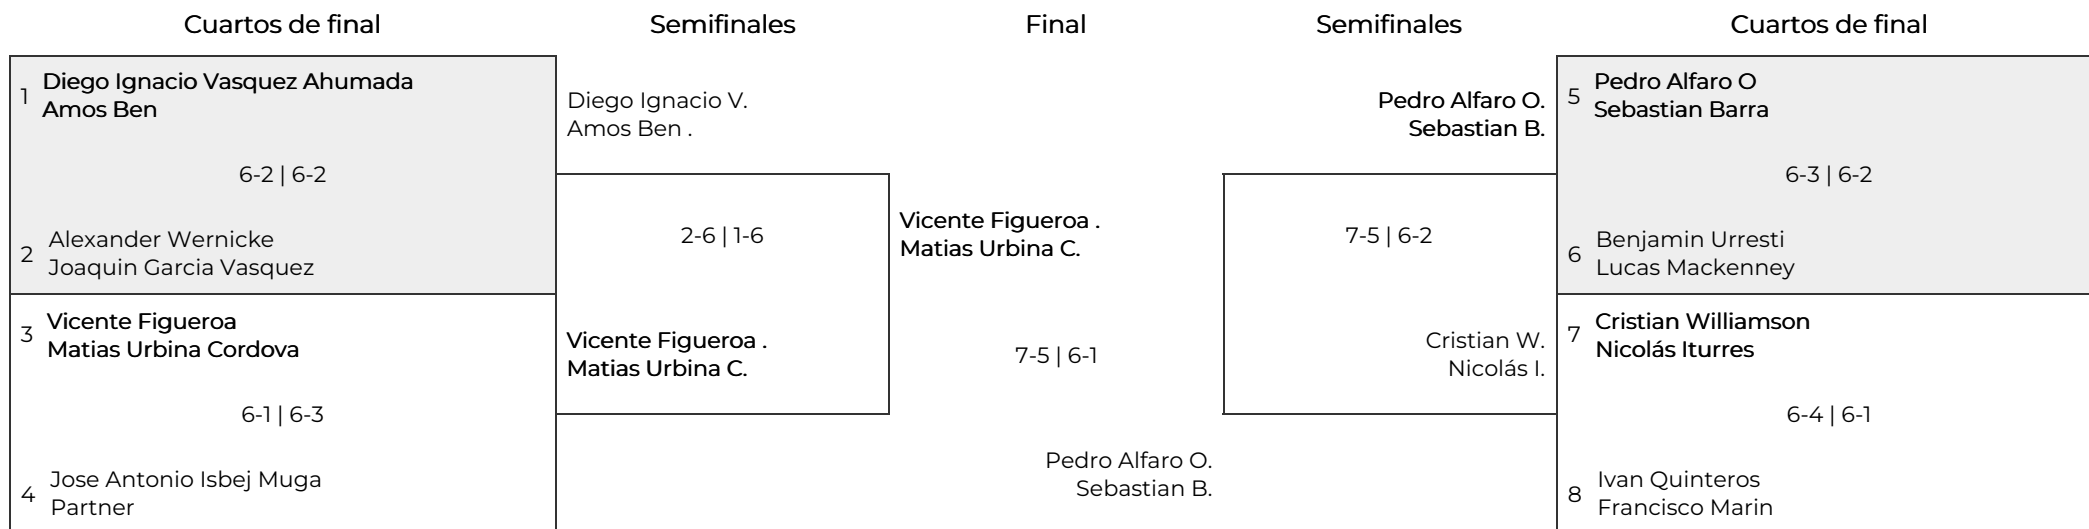 Cuartos de final
Semifinales
Final
Semifinales
Cuartos de final
1
Diego Ignacio Vasquez Ahumada
Amos Ben
6-2 | 6-2
2
Alexander Wernicke
Joaquin Garcia Vasquez
3
Vicente Figueroa
Matias Urbina Cordova
6-1 | 6-3
4
Jose Antonio Isbej Muga
Partner
Diego Ignacio V.
Amos Ben .
2-6 | 1-6
Vicente Figueroa .
Matias Urbina C.
Vicente Figueroa .
Matias Urbina C.
7-5 | 6-1
Pedro Alfaro O.
Sebastian B.
Pedro Alfaro O.
Sebastian B.
7-5 | 6-2
Cristian W.
Nicolás I.
5
Pedro Alfaro O
Sebastian Barra
6-3 | 6-2
6
Benjamin Urresti
Lucas Mackenney
7
Cristian Williamson
Nicolás Iturres
6-4 | 6-1
8
Ivan Quinteros
Francisco Marin